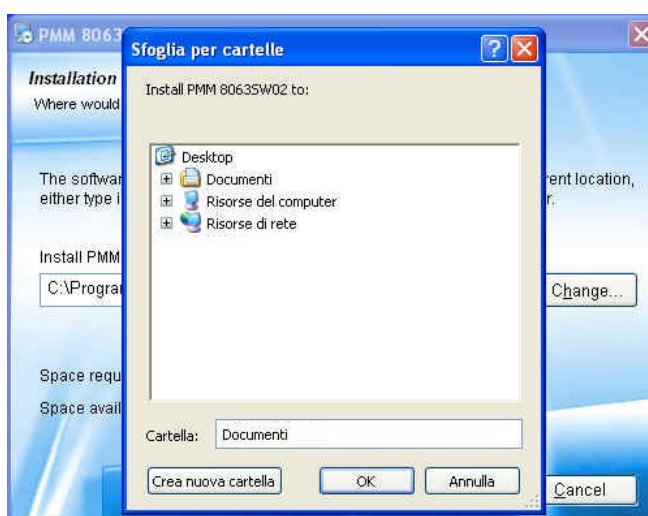 PMM 8063
Sfoglia per cartelle
Installation
Where would
Install PMM 8063SW02 to:
Desktop
Documenti
Risorse del computer
Risorse di rete
The softwar
rent location,
either type i
r.
Install PMM
C:\Program
Change...
Space requ
Space avail
Cartella: Documenti
Crea nuova cartella OK Annulla
Cancel